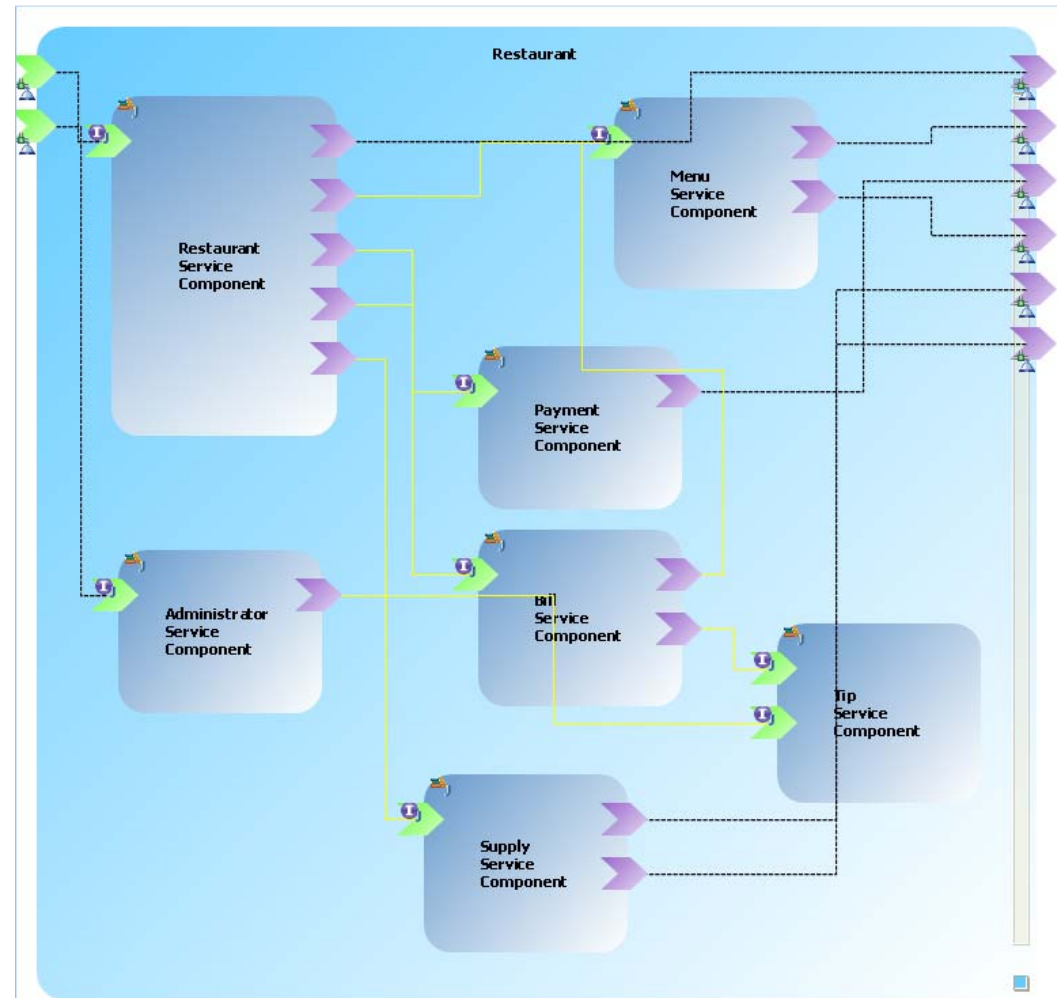 Restaurant
Menu
Service
Component
Restaurant
Service
Component
Payment
Service
Component
Administrator
Service
Component
Bill
Service
Component
Tip
Service
Component
Supply
Service
Component